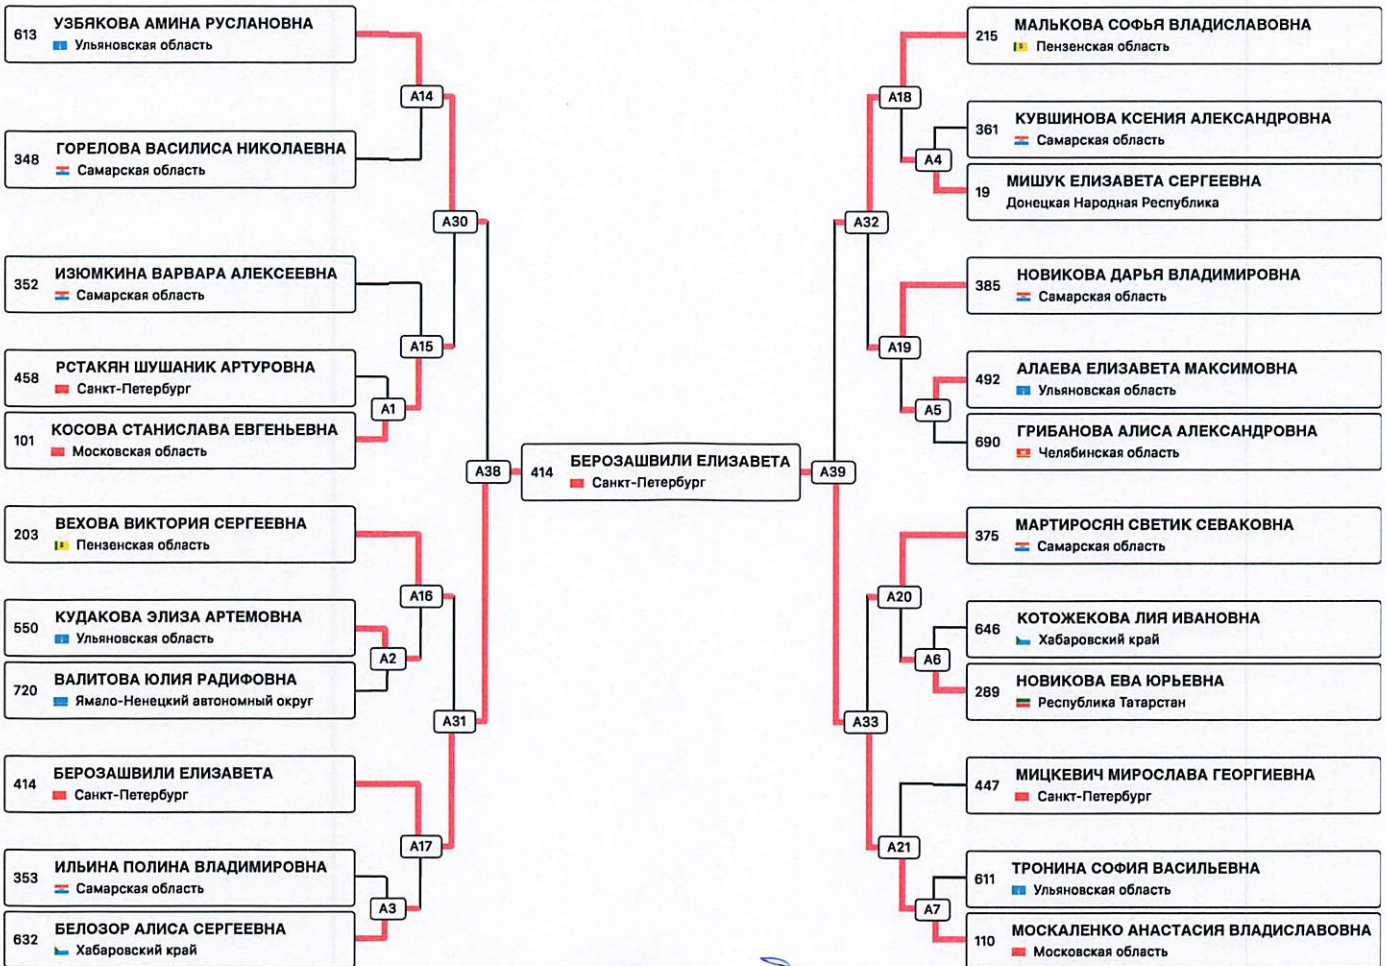 613 УЗБЯКОВА АМИНА РУСЛАНОВНА
Ульяновская область
A14
348 ГОРЕЛОВА ВАСИЛИСА НИКОЛАЕВНА
Самарская область
A30
352 ИЗЮМКИНА ВАРВАРА АЛЕКСЕЕВНА
Самарская область
A15
458 РСТАКЯН ШУШАНИК АРТУРОВНА
Санкт-Петербург
A1
101 КОСОВА СТАНИСЛАВА ЕВГЕНЬЕВНА
Московская область
A38
203 ВЕХОВА ВИКТОРИЯ СЕРГЕЕВНА
Пензенская область
A16
550 КУДАКОВА ЭЛИЗА АРТЕМОВНА
Ульяновская область
A2
720 ВАЛИТОВА ЮЛИЯ РАДИФОВНА
Ямало-Ненецкий автономный округ
A31
414 БЕРОЗАШВИЛИ ЕЛИЗАВЕТА
Санкт-Петербург
A17
353 ИЛЬИНА ПОЛИНА ВЛАДИМИРОВНА
Самарская область
A3
632 БЕЛОЗОР АЛИСА СЕРГЕЕВНА
Хабаровский край
414 БЕРОЗАШВИЛИ ЕЛИЗАВЕТА
Санкт-Петербург
215 МАЛЬКОВА СОФЬЯ ВЛАДИСЛАВОВНА
Пензенская область
A18
361 КУВШИНОВА КСЕНИЯ АЛЕКСАНДРОВНА
Самарская область
A4
19 МИШУК ЕЛИЗАВЕТА СЕРГЕЕВНА
Донецкая Народная Республика
A32
385 НОВИКОВА ДАРЬЯ ВЛАДИМИРОВНА
Самарская область
A19
492 АЛАЕВА ЕЛИЗАВЕТА МАКСИМОВНА
Ульяновская область
A5
690 ГРИБАНОВА АЛИСА АЛЕКСАНДРОВНА
Челябинская область
A39
375 МАРТИРОСЯН СВЕТИК СЕВАКОВНА
Самарская область
A20
646 КОТОЖЕКОВА ЛИЯ ИВАНОВНА
Хабаровский край
A6
289 НОВИКОВА ЕВА ЮРЬЕВНА
Республика Татарстан
A33
447 МИЦКЕВИЧ МИРОСЛАВА ГЕОРГИЕВНА
Санкт-Петербург
A21
611 ТРОНИНА СОФИЯ ВАСИЛЬЕВНА
Ульяновская область
A7
110 МОСКАЛЕНКО АНАСТАСИЯ ВЛАДИСЛАВОВНА
Московская область